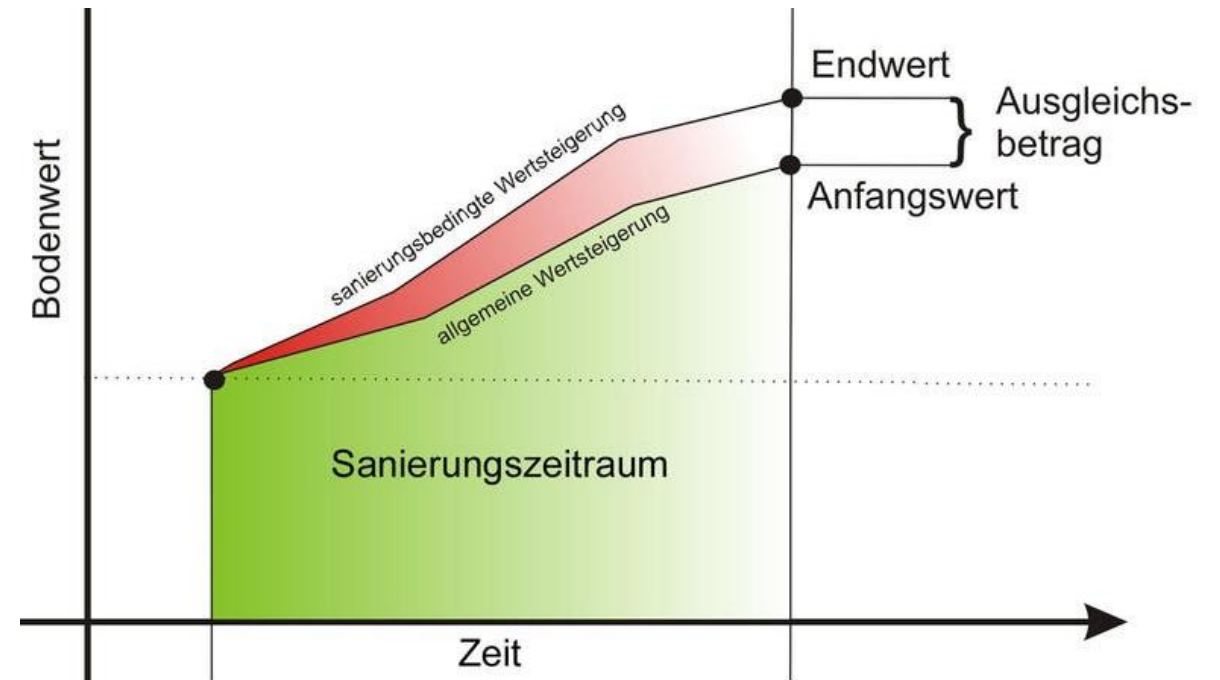 Endwert
Ausgleichs-
betrag
Anfangswert
sanierungsbedingte Wertsteigerung
allgemeine Wertsteigerung
Bodenwert
Sanierungszeitraum
Zeit